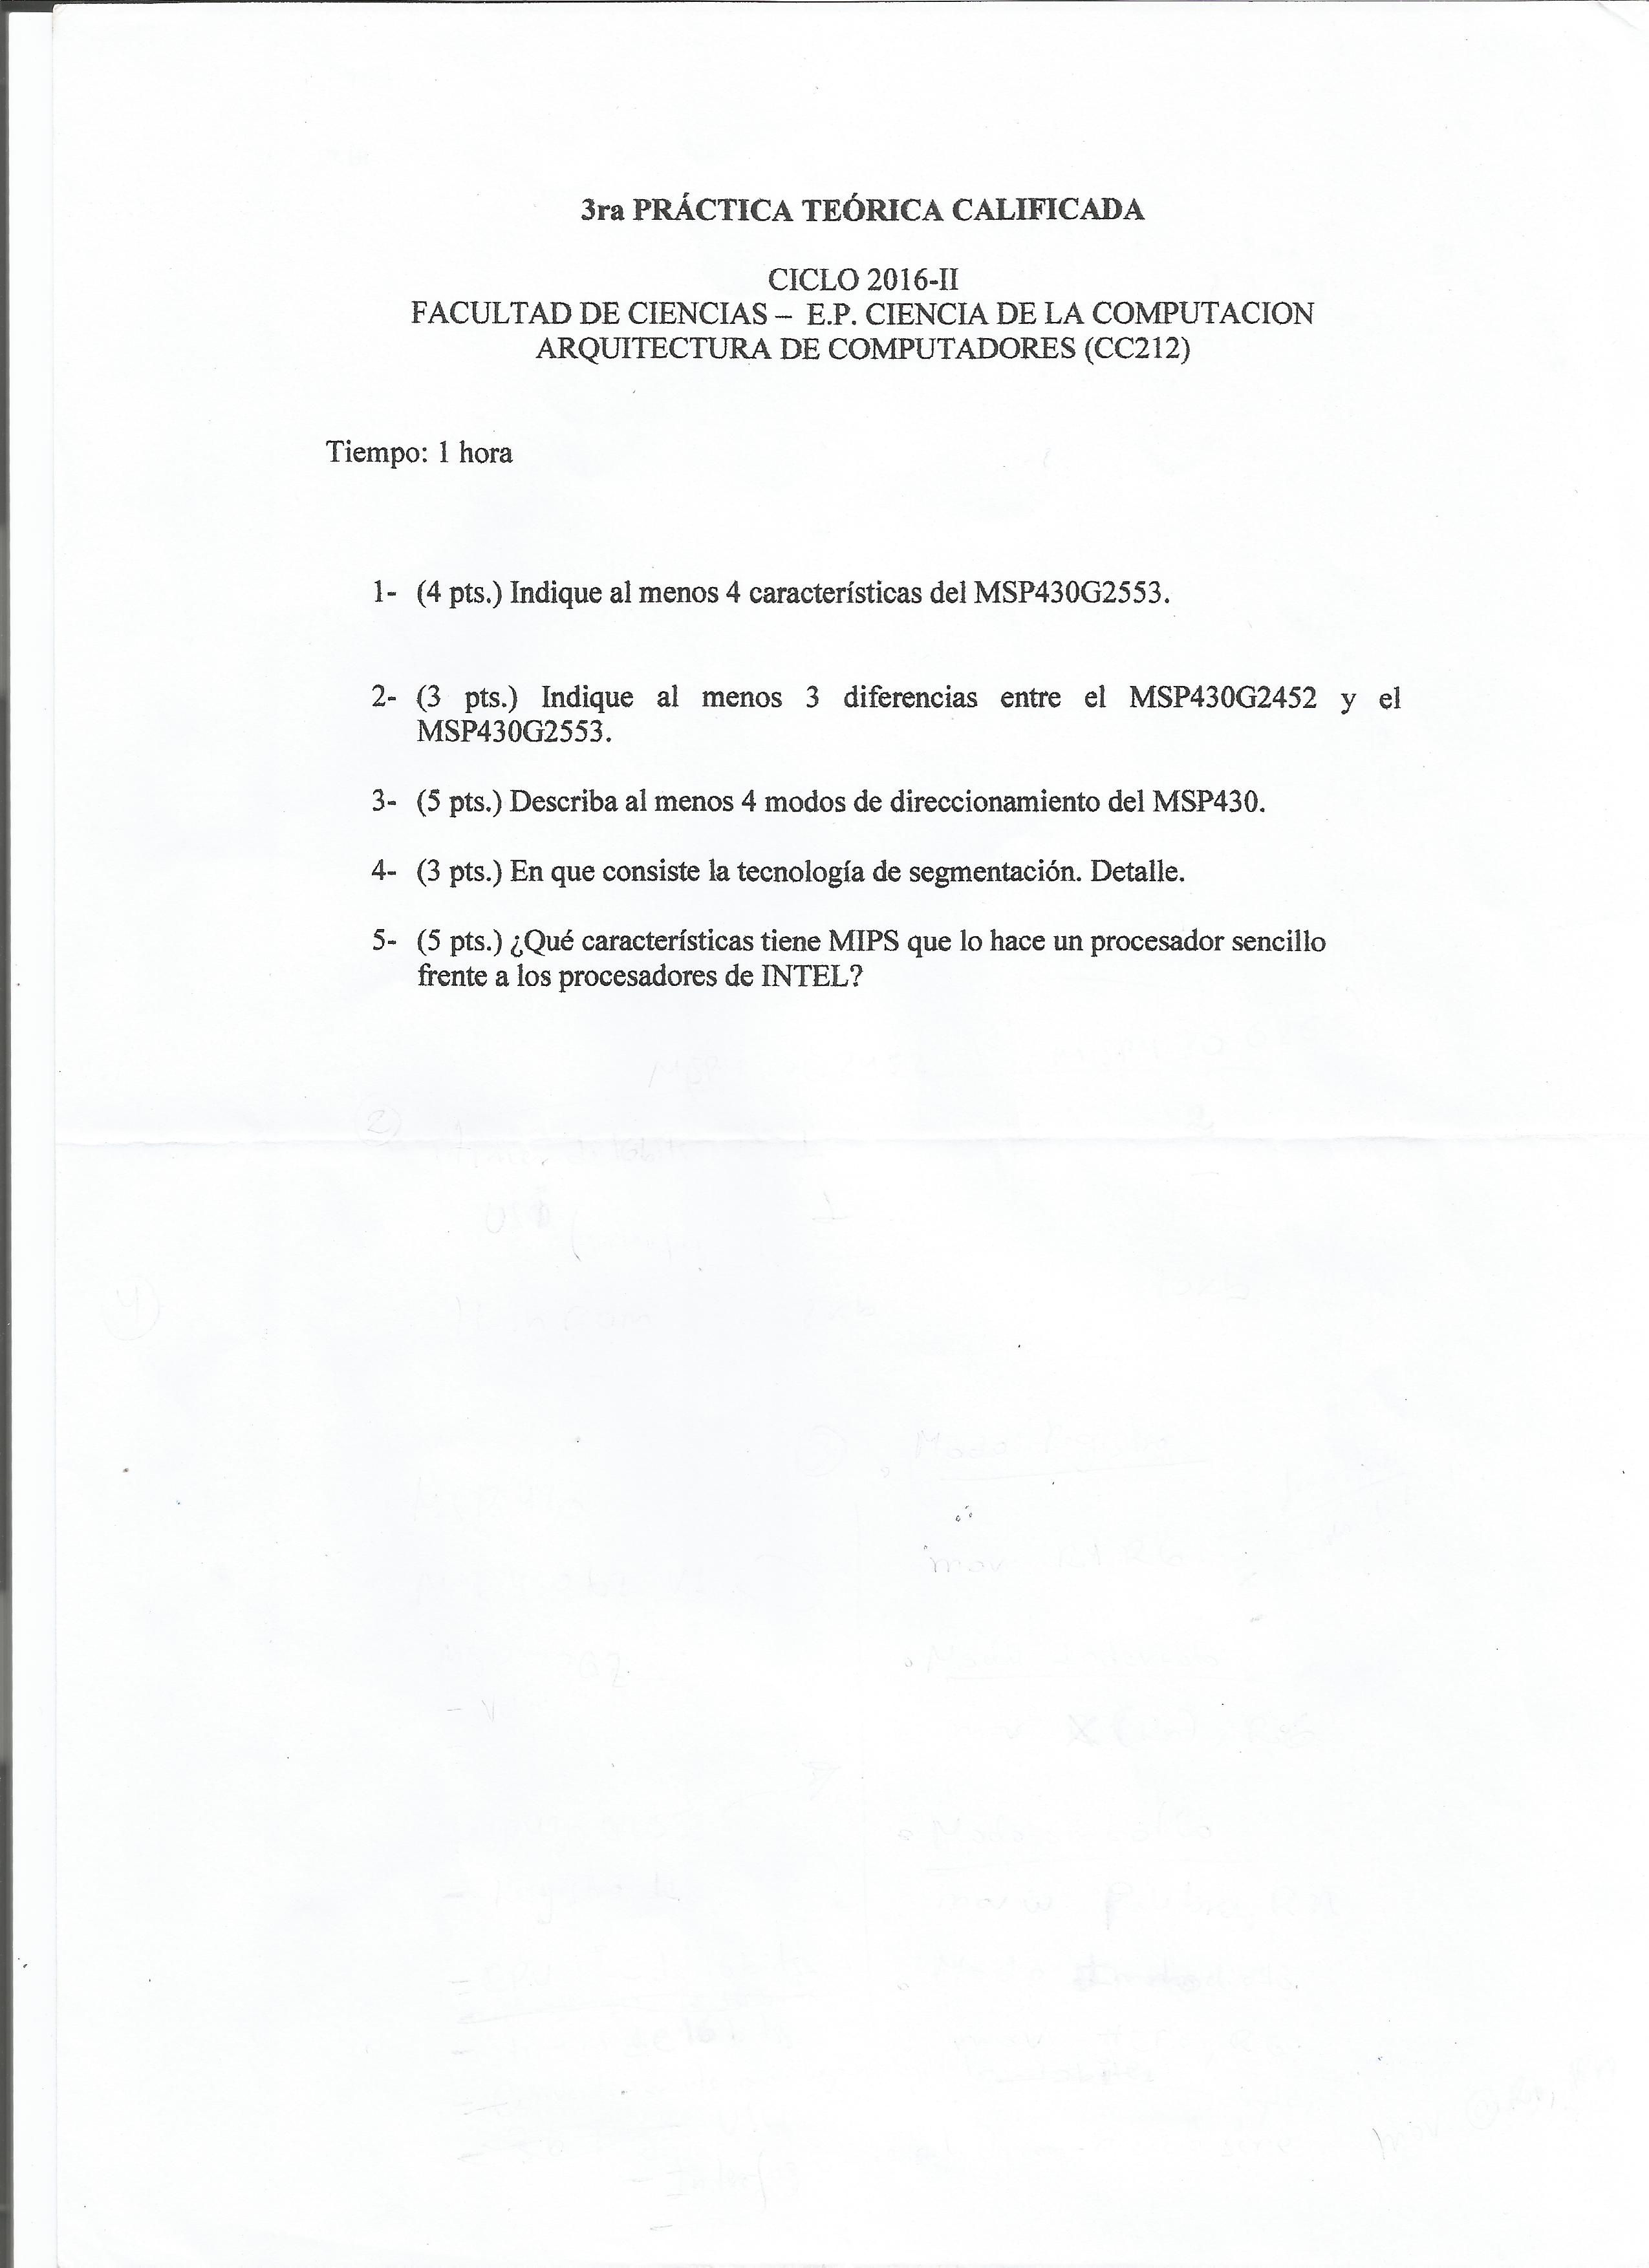 3ra PRÁCTICA TEÓRICA CALIFICADA
CICLO 2016-II
FACULTAD DE CIENCIAS – E.P. CIENCIA DE LA COMPUTACION
ARQUITECTURA DE COMPUTADORES (CC212)
Tiempo: 1 hora
1- (4 pts.) Indique al menos 4 características del MSP430G2553.
2- (3 pts.) Indique al menos 3 diferencias entre el MSP430G2452 y el
MSP430G2553.
3- (5 pts.) Describa al menos 4 modos de direccionamiento del MSP430.
4- (3 pts.) En que consiste la tecnología de segmentación. Detalle.
5- (5 pts.) ¿Qué características tiene MIPS que lo hace un procesador sencillo
frente a los procesadores de INTEL?